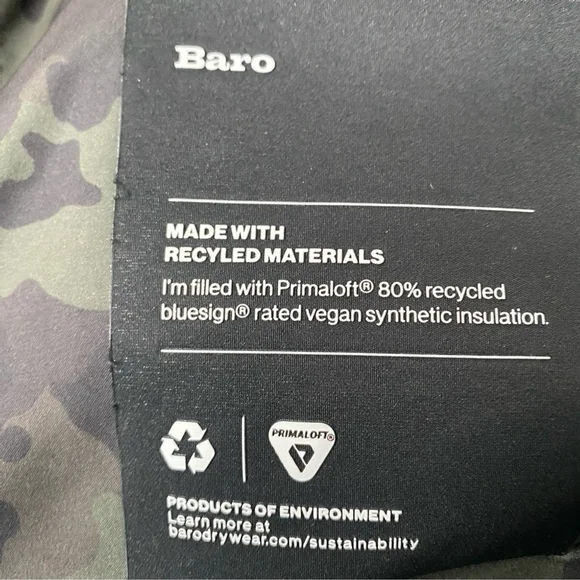 Baro
MADE WITH
RECYLED MATERIALS
I'm filled with Primaloft® 80% recycled
bluesign® rated vegan synthetic insulation.
PRIMALOFT®
PRODUCTS OF ENVIRONMENT
Learn more at
barodrywear.com/sustainability